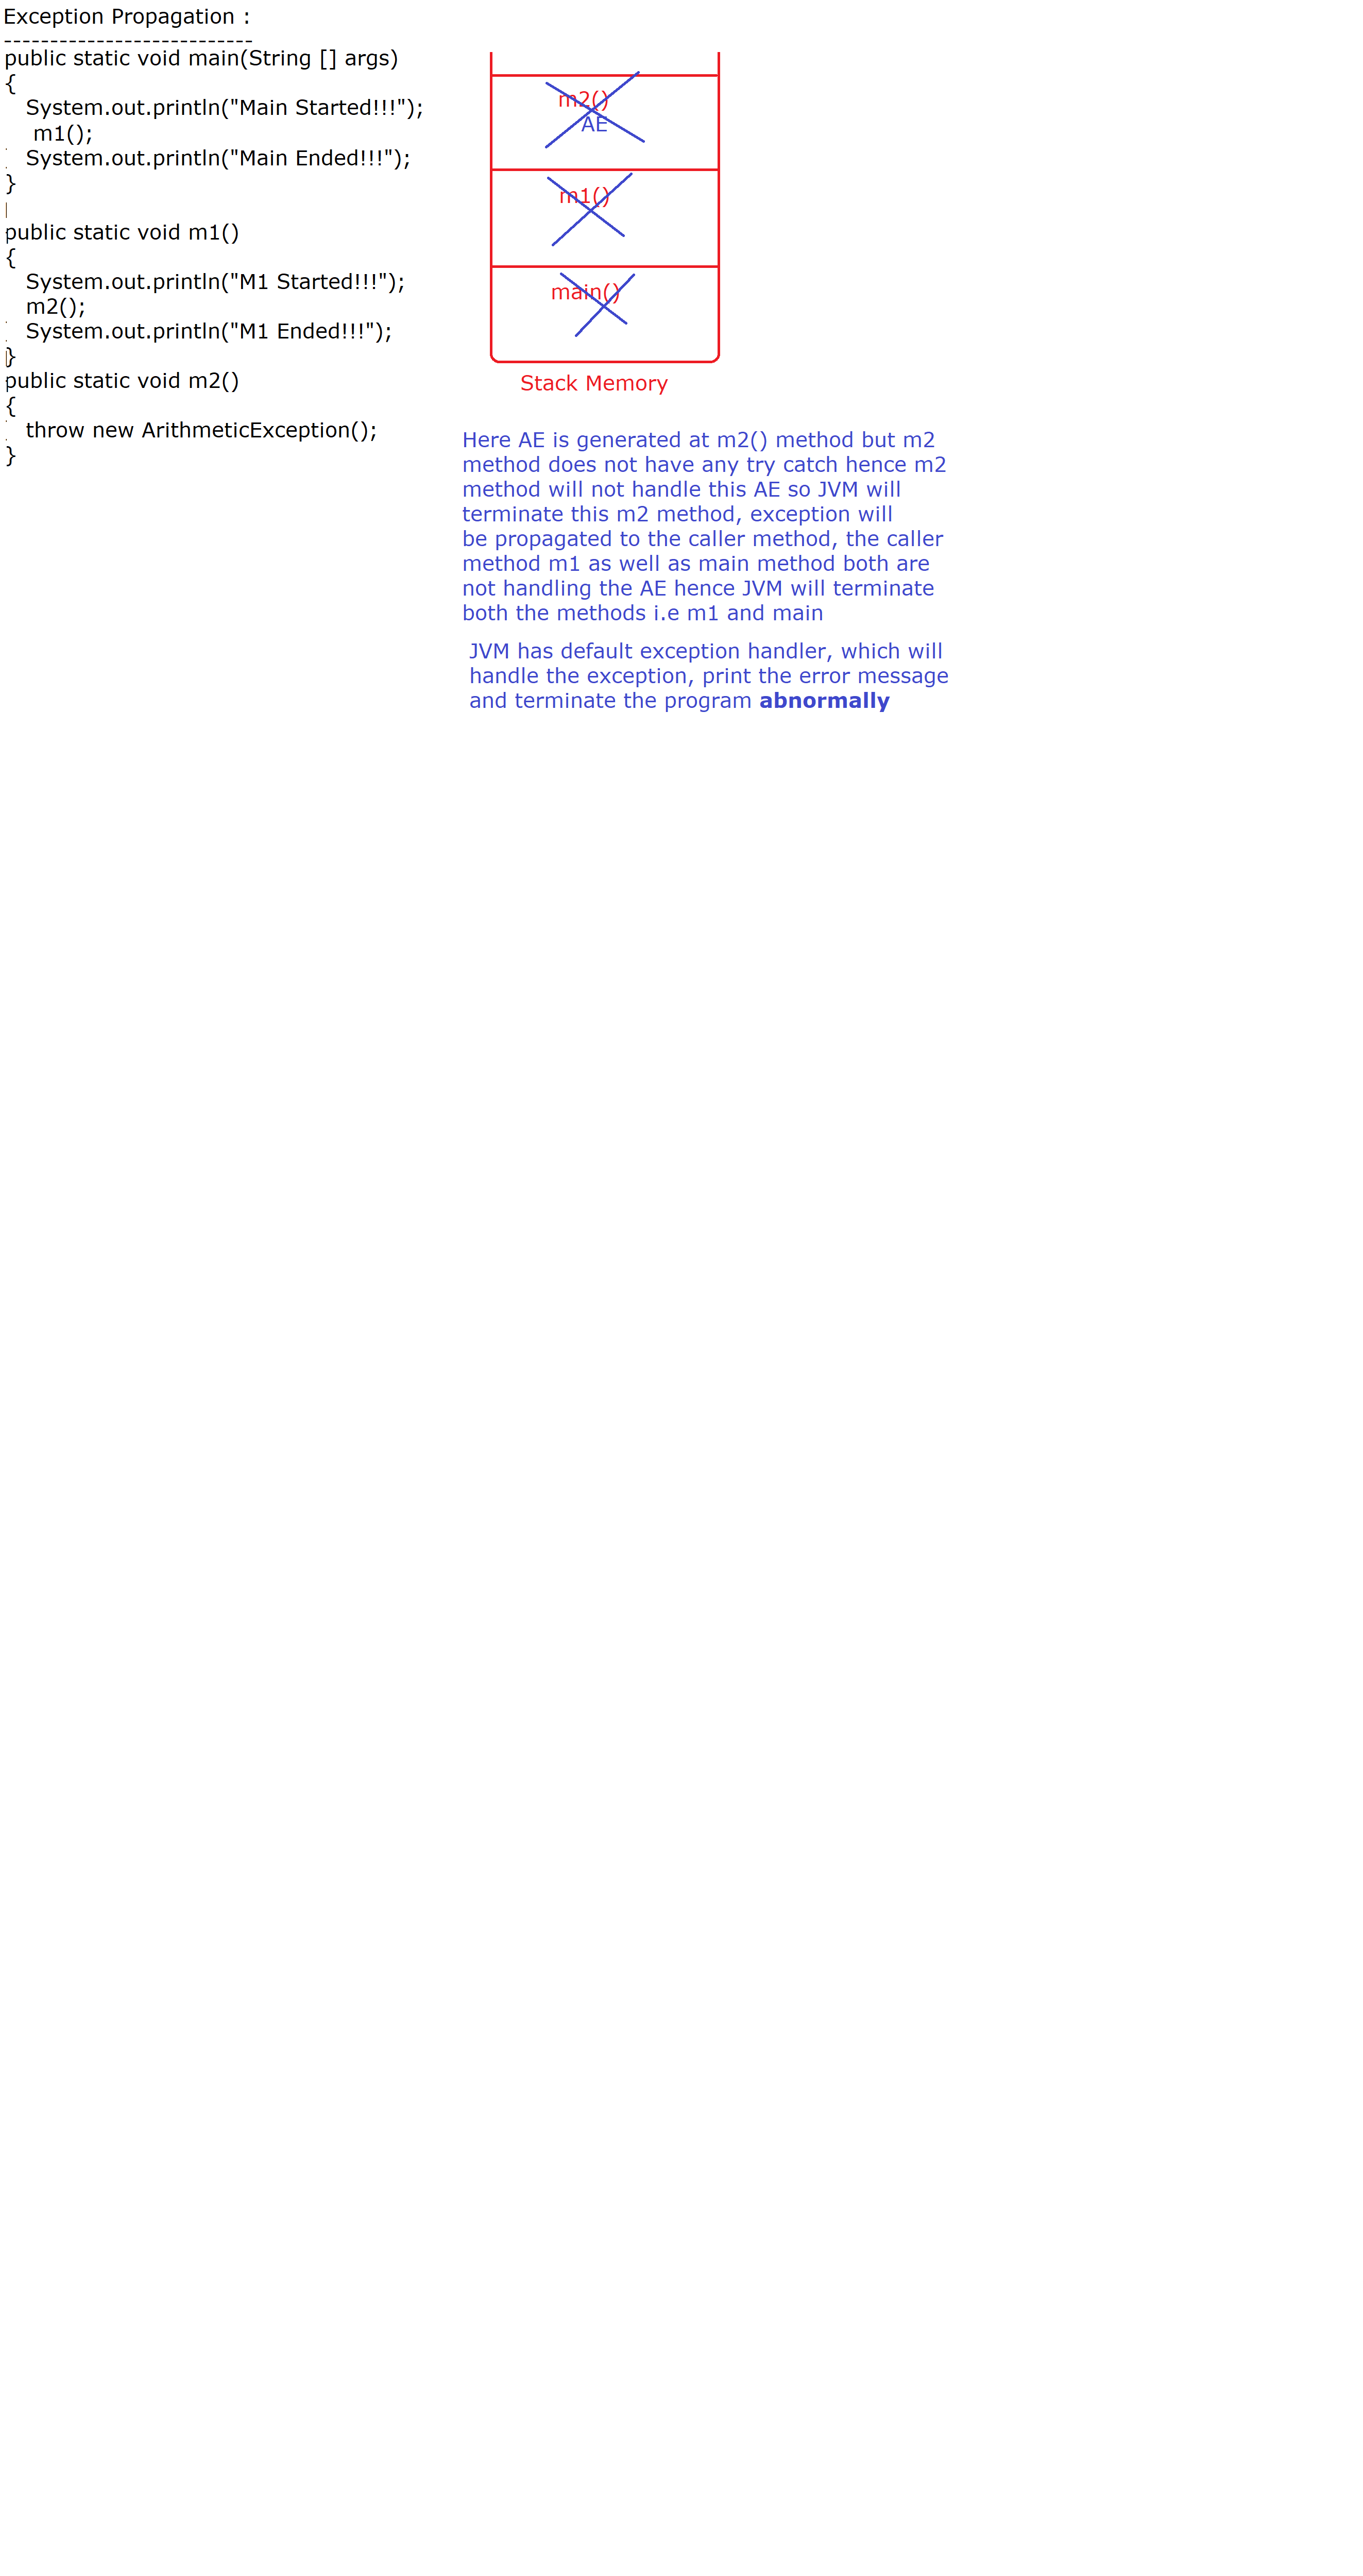 Exception Propagation :
---------------------------
public static void main(String [] args)
{
System.out.println("Main Started!!!");
m1();
System.out.println("Main Ended!!!");
}
public static void m1()
{
System.out.println("M1 Started!!!");
m2();
System.out.println("M1 Ended!!!");
}
public static void m2()
{
throw new ArithmeticException();
}
m2()
AE
m1()
main()
Stack Memory
Here AE is generated at m2() method but m2
method does not have any try catch hence m2
method will not handle this AE so JVM will
terminate this m2 method, exception will
be propagated to the caller method, the caller
method m1 as well as main method both are
not handling the AE hence JVM will terminate
both the methods i.e m1 and main
JVM has default exception handler, which will
handle the exception, print the error message
and terminate the program abnormally